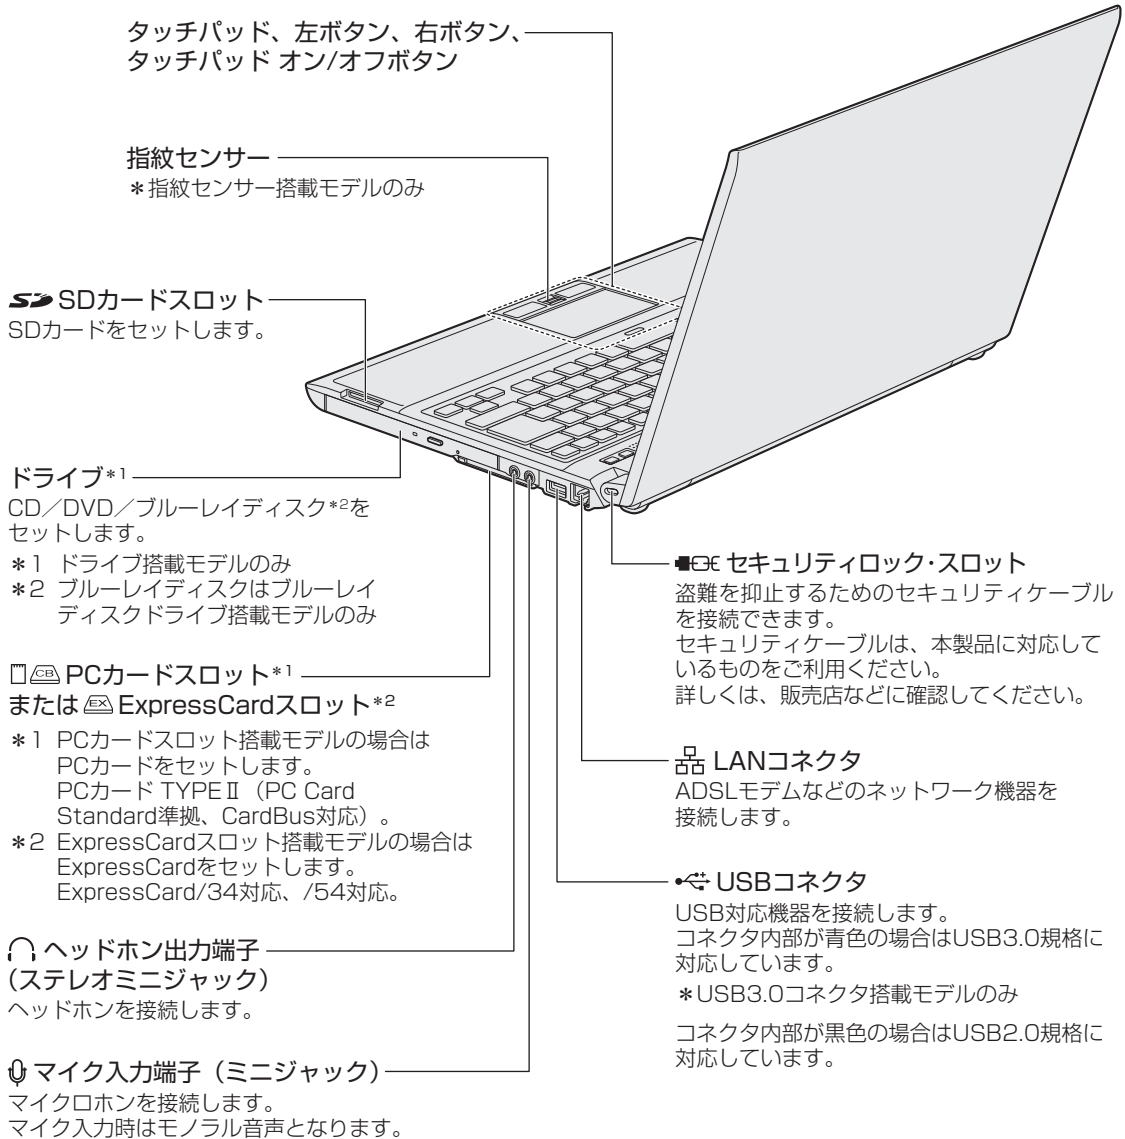 タッチパッド、左ボタン、右ボタン、
タッチパッド オン/オフボタン
指紋センサー
＊指紋センサー搭載モデルのみ
SD SDカードスロット
SDカードをセットします。
ドライブ＊1
CD／DVD／ブルーレイディスク＊2を
セットします。
＊1 ドライブ搭載モデルのみ
＊2 ブルーレイディスクはブルーレイ
ディスクドライブ搭載モデルのみ
CB PCカードスロット＊1
または EX ExpressCardスロット＊2
＊1 PCカードスロット搭載モデルの場合は
PCカードをセットします。
PCカード TYPEⅡ（PC Card
Standard準拠、CardBus対応）。
＊2 ExpressCardスロット搭載モデルの場合は
ExpressCardをセットします。
ExpressCard/34対応、/54対応。
ヘッドホン出力端子
（ステレオミニジャック）
ヘッドホンを接続します。
マイク入力端子（ミニジャック）
マイクロホンを接続します。
マイク入力時はモノラル音声となります。
セキュリティロック・スロット
盗難を抑止するためのセキュリティケーブル
を接続できます。
セキュリティケーブルは、本製品に対応して
いるものをご利用ください。
詳しくは、販売店などに確認してください。
LANコネクタ
ADSLモデムなどのネットワーク機器を
接続します。
USBコネクタ
USB対応機器を接続します。
コネクタ内部が青色の場合はUSB3.0規格に
対応しています。
＊USB3.0コネクタ搭載モデルのみ
コネクタ内部が黒色の場合はUSB2.0規格に
対応しています。